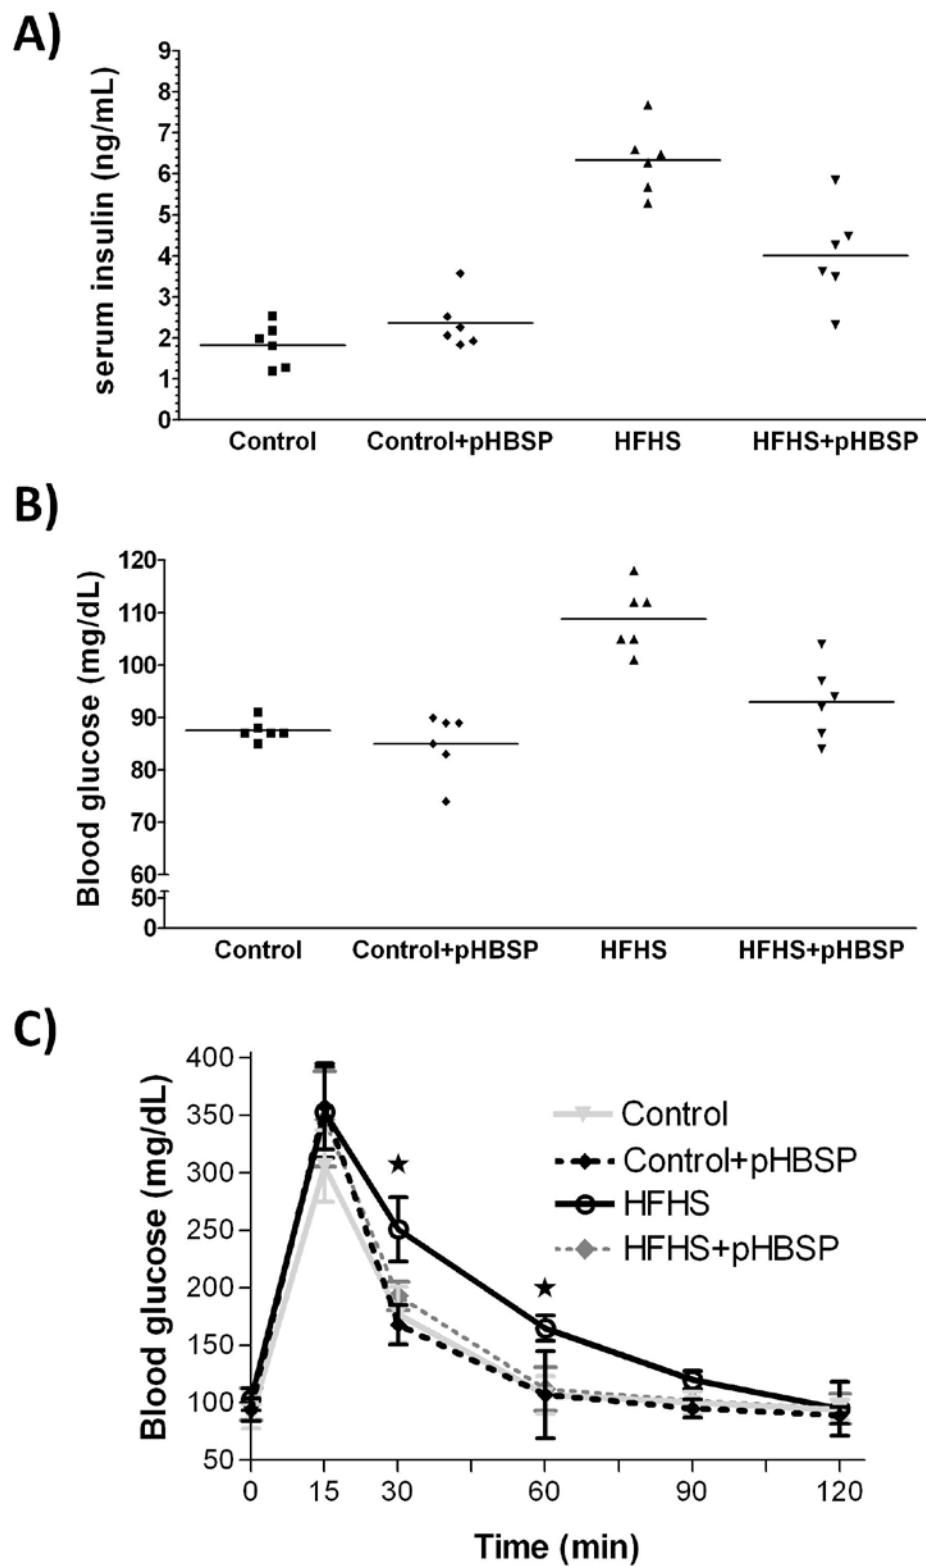 A)
serum insulin (ng/mL)
9
8
7
6
5
4
3
2
1
0
Control Control+pHBSP HFHS HFHS+pHBSP
B)
Blood glucose (mg/dL)
120
110
100
90
80
70
60
50
0
Control Control+pHBSP HFHS HFHS+pHBSP
C)
Blood glucose (mg/dL)
400
350
300
250
200
150
100
50
Control
Control+pHBSP
HFHS
HFHS+pHBSP
0 15 30 60 90 120
Time (min)